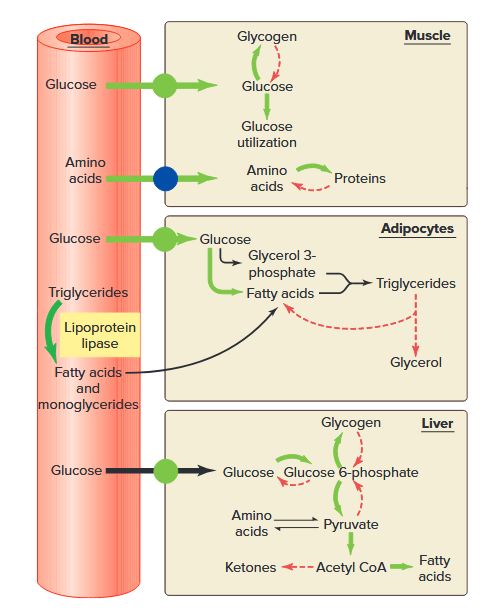 Blood
Muscle
Glycogen
Glucose
Glucose
Glucose
utilization
Amino
acids
Amino
acids
Proteins
Adipocytes
Glucose
Glucose
Glycerol 3-
phosphate
Fatty acids
Triglycerides
Triglycerides
Lipoprotein
lipase
Glycerol
Fatty acids
and
monoglycerides
Liver
Glycogen
Glucose
Glucose
Glucose 6-phosphate
Amino
acids
Pyruvate
Ketones
Acetyl CoA
Fatty
acids